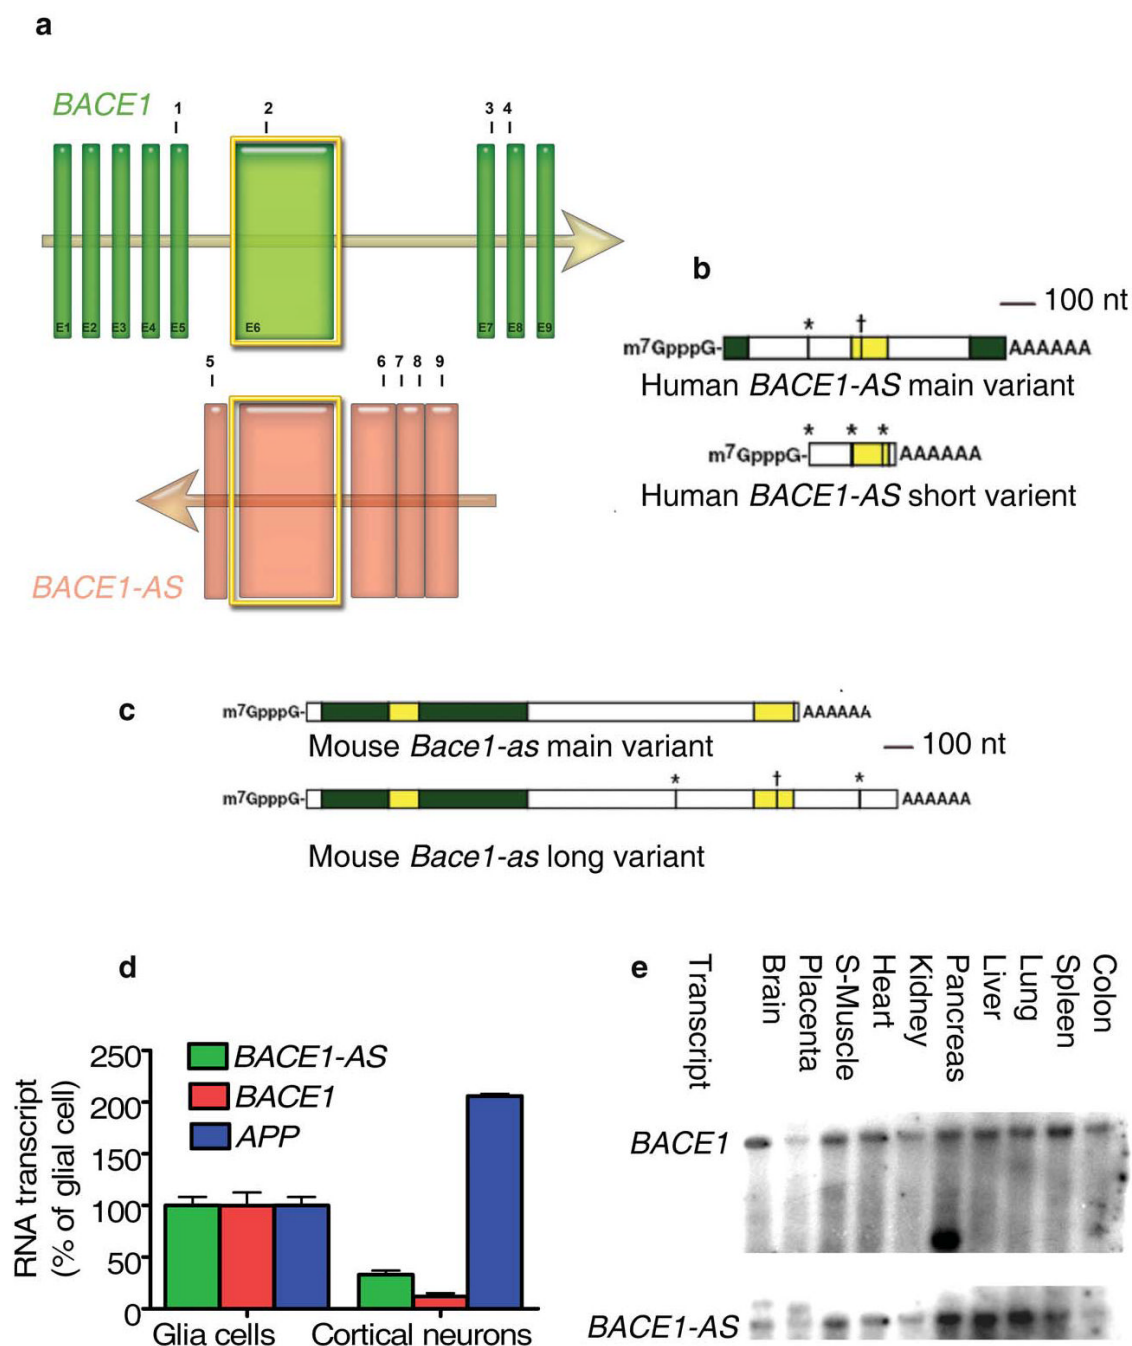 a
BACE1
1 2 3 4
E1 E2 E3 E4 E5 E6 E7 E8 E9
5 6 7 8 9
BACE1-AS
b
100 nt
* †
m⁷GpppG- AAAAAA
Human BACE1-AS main variant
* * *
m⁷GpppG- AAAAAA
Human BACE1-AS short varient
c
m⁷GpppG- AAAAAA
Mouse Bace1-as main variant
100 nt
* † *
m⁷GpppG- AAAAAA
Mouse Bace1-as long variant
d
RNA transcript
(% of glial cell)
250
200
150
100
50
0
BACE1-AS
BACE1
APP
Glia cells Cortical neurons
e
Transcript
Brain
Placenta
S-Muscle
Heart
Kidney
Pancreas
Liver
Lung
Spleen
Colon
BACE1
BACE1-AS